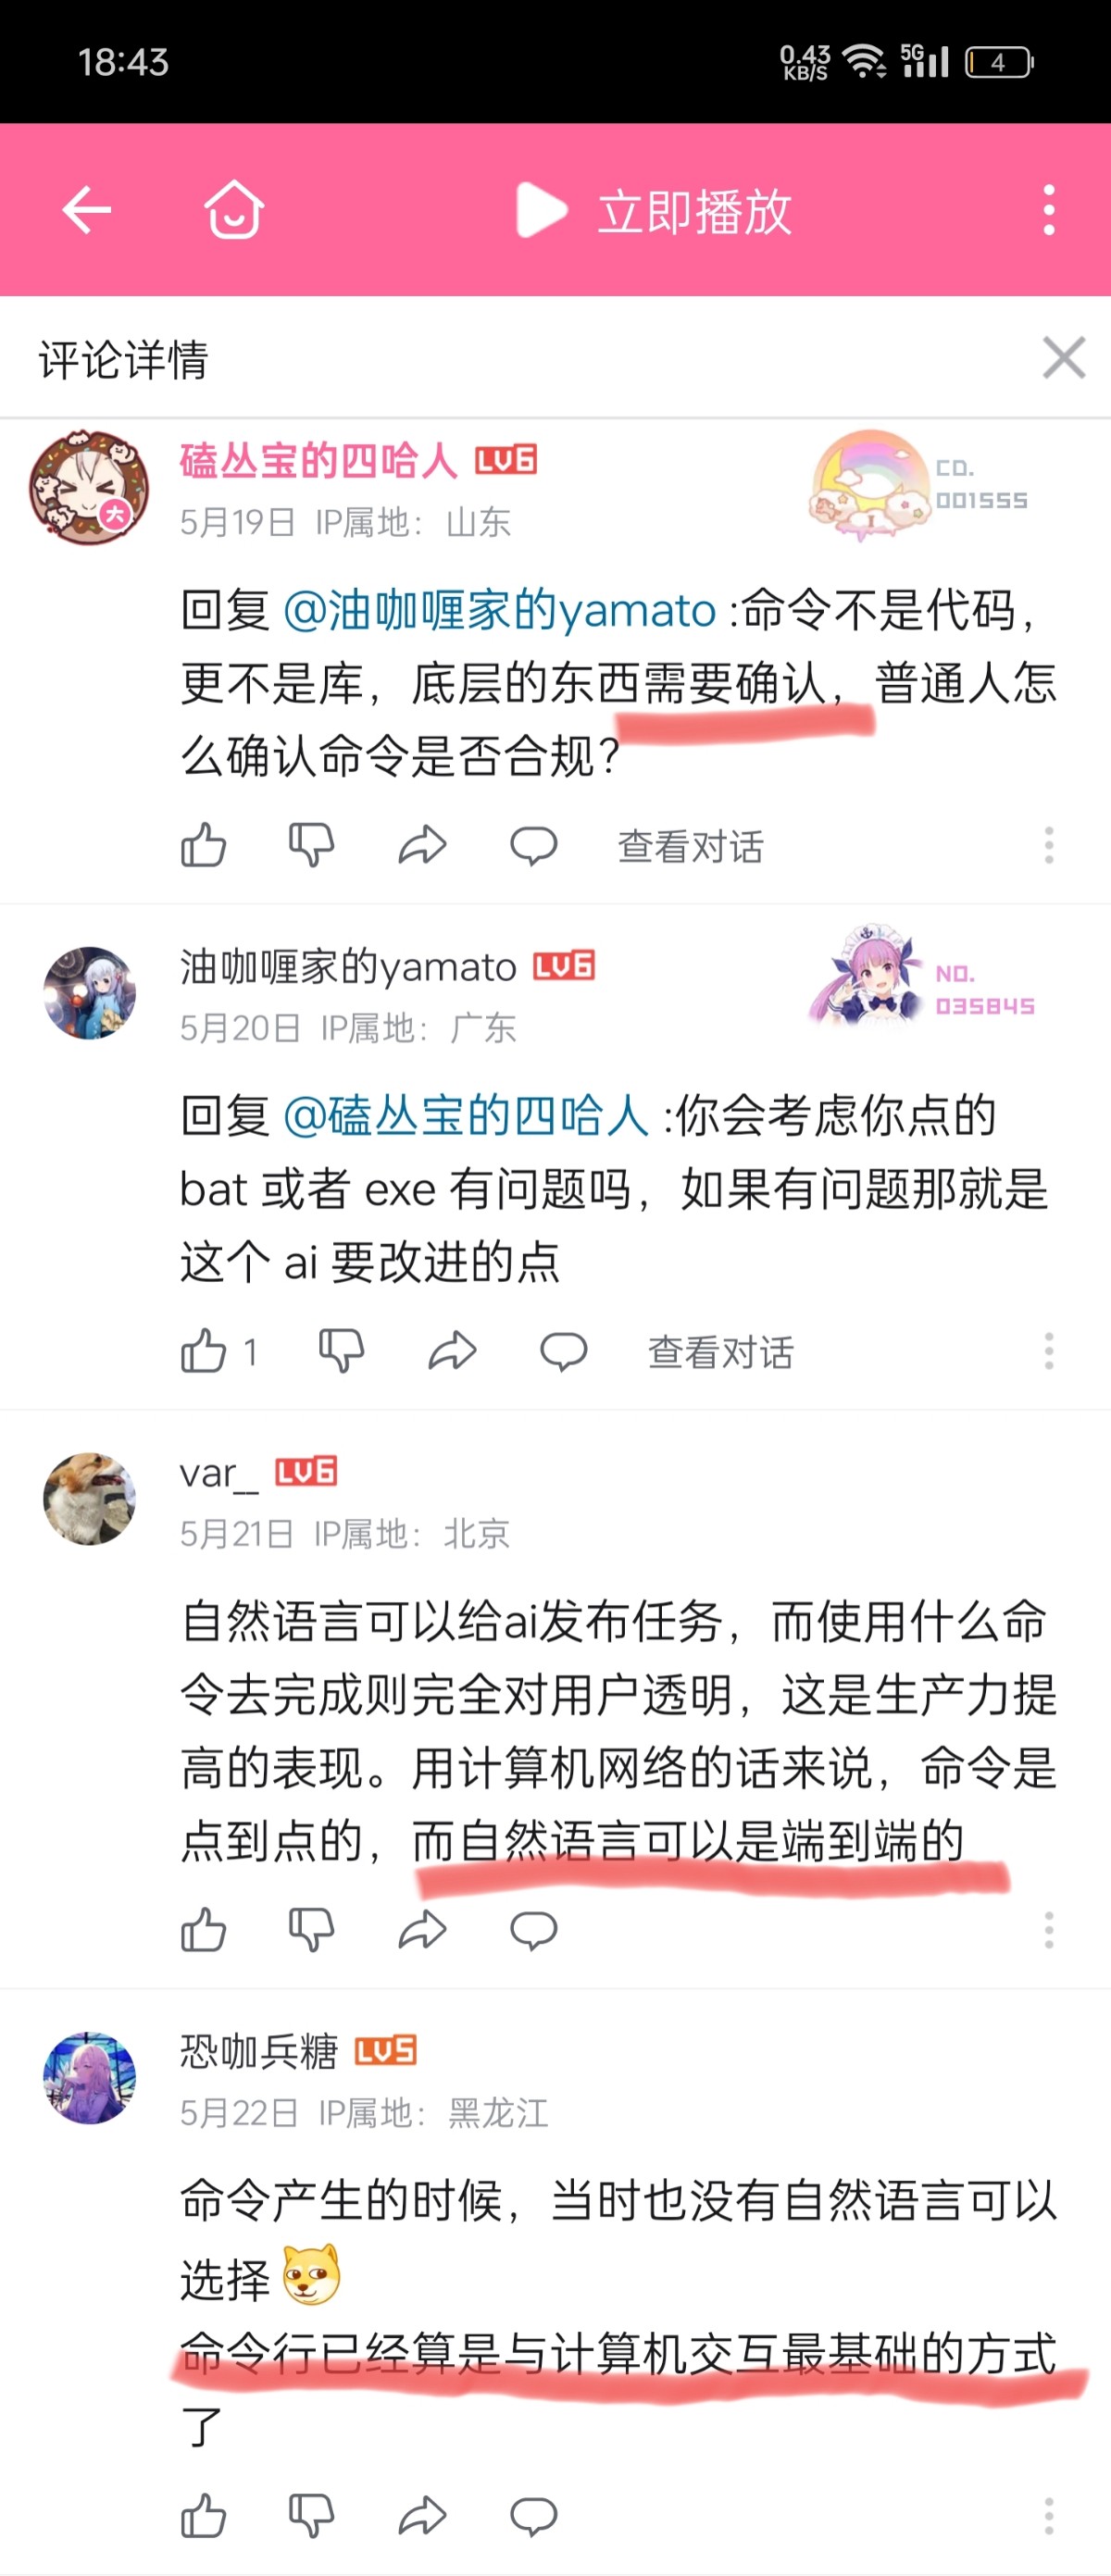 18:43
0.43
KB/S
5G
4
立即播放
评论详情
磕丛宝的四哈人 LV6
大
5月19日 IP属地：山东
CD.
001555
回复 @油咖喱家的yamato :命令不是代码，
更不是库，底层的东西需要确认，普通人怎
么确认命令是否合规？
查看对话
油咖喱家的yamato LV6
5月20日 IP属地：广东
NO.
035845
回复 @磕丛宝的四哈人 :你会考虑你点的
bat 或者 exe 有问题吗，如果有问题那就是
这个 ai 要改进的点
1
查看对话
var_ LV6
5月21日 IP属地：北京
自然语言可以给ai发布任务，而使用什么命
令去完成则完全对用户透明，这是生产力提
高的表现。用计算机网络的话来说，命令是
点到点的，而自然语言可以是端到端的
恐咖兵糖 LV5
5月22日 IP属地：黑龙江
命令产生的时候，当时也没有自然语言可以
选择
命令行已经算是与计算机交互最基础的方式
了